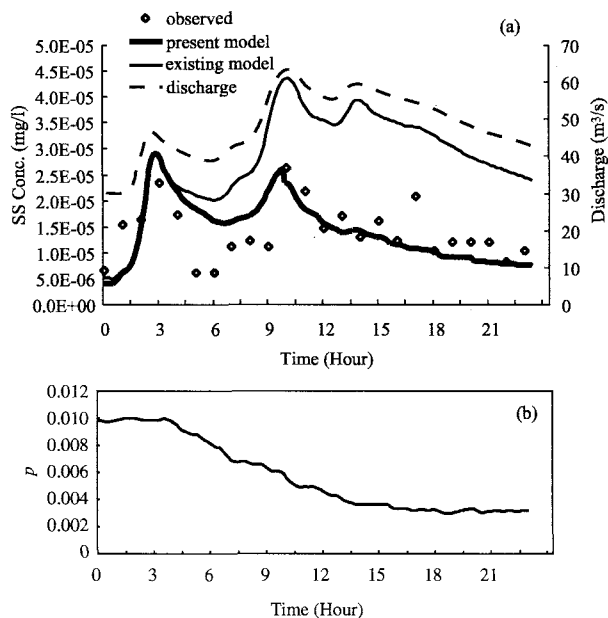 observed
present model
existing model
discharge
(a)
5.0E-05
4.5E-05
4.0E-05
3.5E-05
3.0E-05
2.5E-05
2.0E-05
1.5E-05
1.0E-05
5.0E-06
0.0E+00
SS Conc. (mg/l)
70
60
50
40
30
20
10
0
Discharge (m³/s)
0 3 6 9 12 15 18 21
Time (Hour)
(b)
0.012
0.010
0.008
0.006
0.004
0.002
0
p
0 3 6 9 12 15 18 21
Time (Hour)